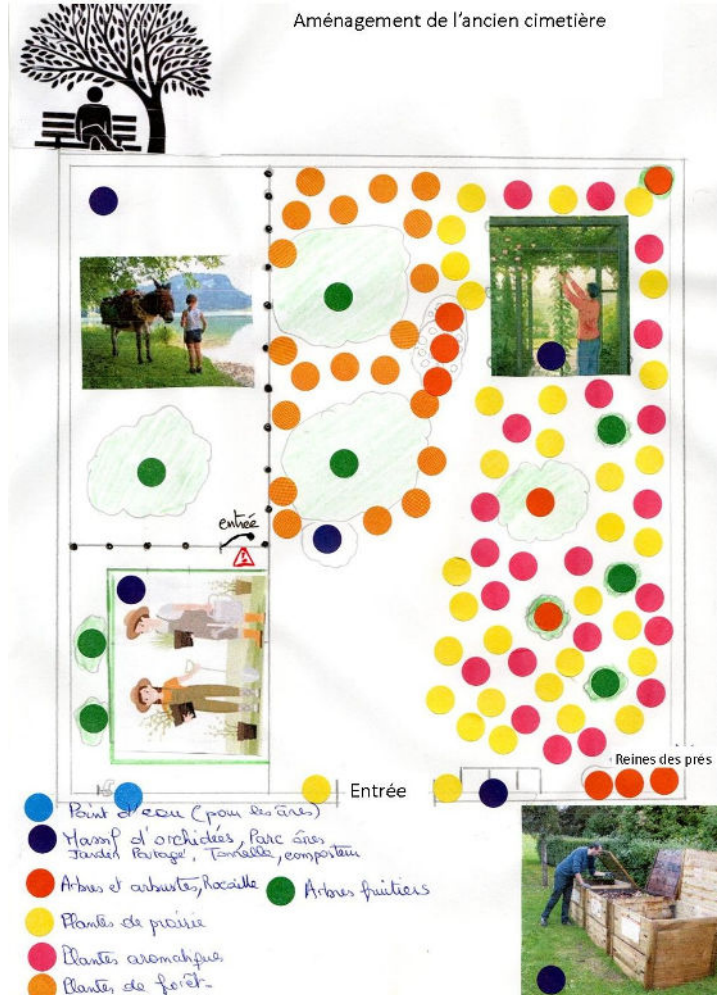 Aménagement de l'ancien cimetière
entrée
Reines des prés
Entrée
Point d'eau (pour les ânes)
Massif d'orchidées, Parc ânes
Jardin Partagé, Tonnelle, composteur
Arbres et arbustes, Rocaille
Arbres fruitiers
Plantes de prairie
Plantes aromatiques
Plantes de forêt